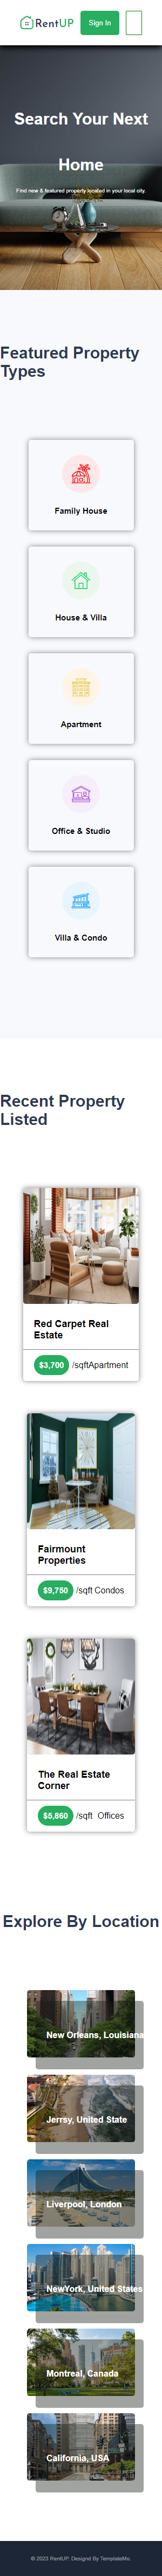 RentUP
Sign In
Search Your Next
Home
Find new & featured property located in your local city.
Featured Property
Types
Family House
House & Villa
Apartment
Office & Studio
Villa & Condo
Recent Property
Listed
Red Carpet Real
Estate
$3,700 /sqftApartment
Fairmount
Properties
$9,750 /sqft Condos
The Real Estate
Corner
$5,860 /sqft Offices
Explore By Location
New Orleans, Louisiana
Jerrsy, United State
Liverpool, London
NewYork, United States
Montreal, Canada
California, USA
© 2023 RentUP. Designd By TemplateMo.